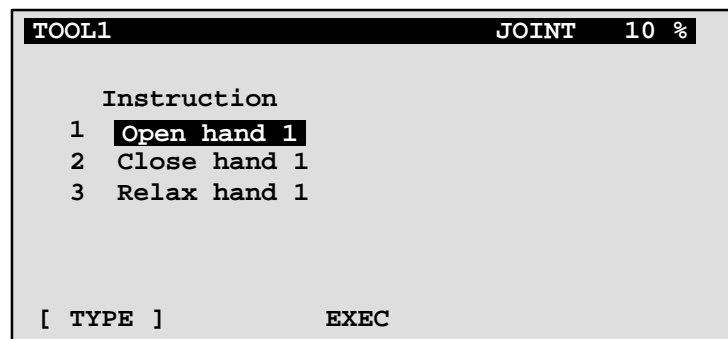 TOOL1 JOINT 10 %
Instruction
1 Open hand 1
2 Close hand 1
3 Relax hand 1
[ TYPE ] EXEC